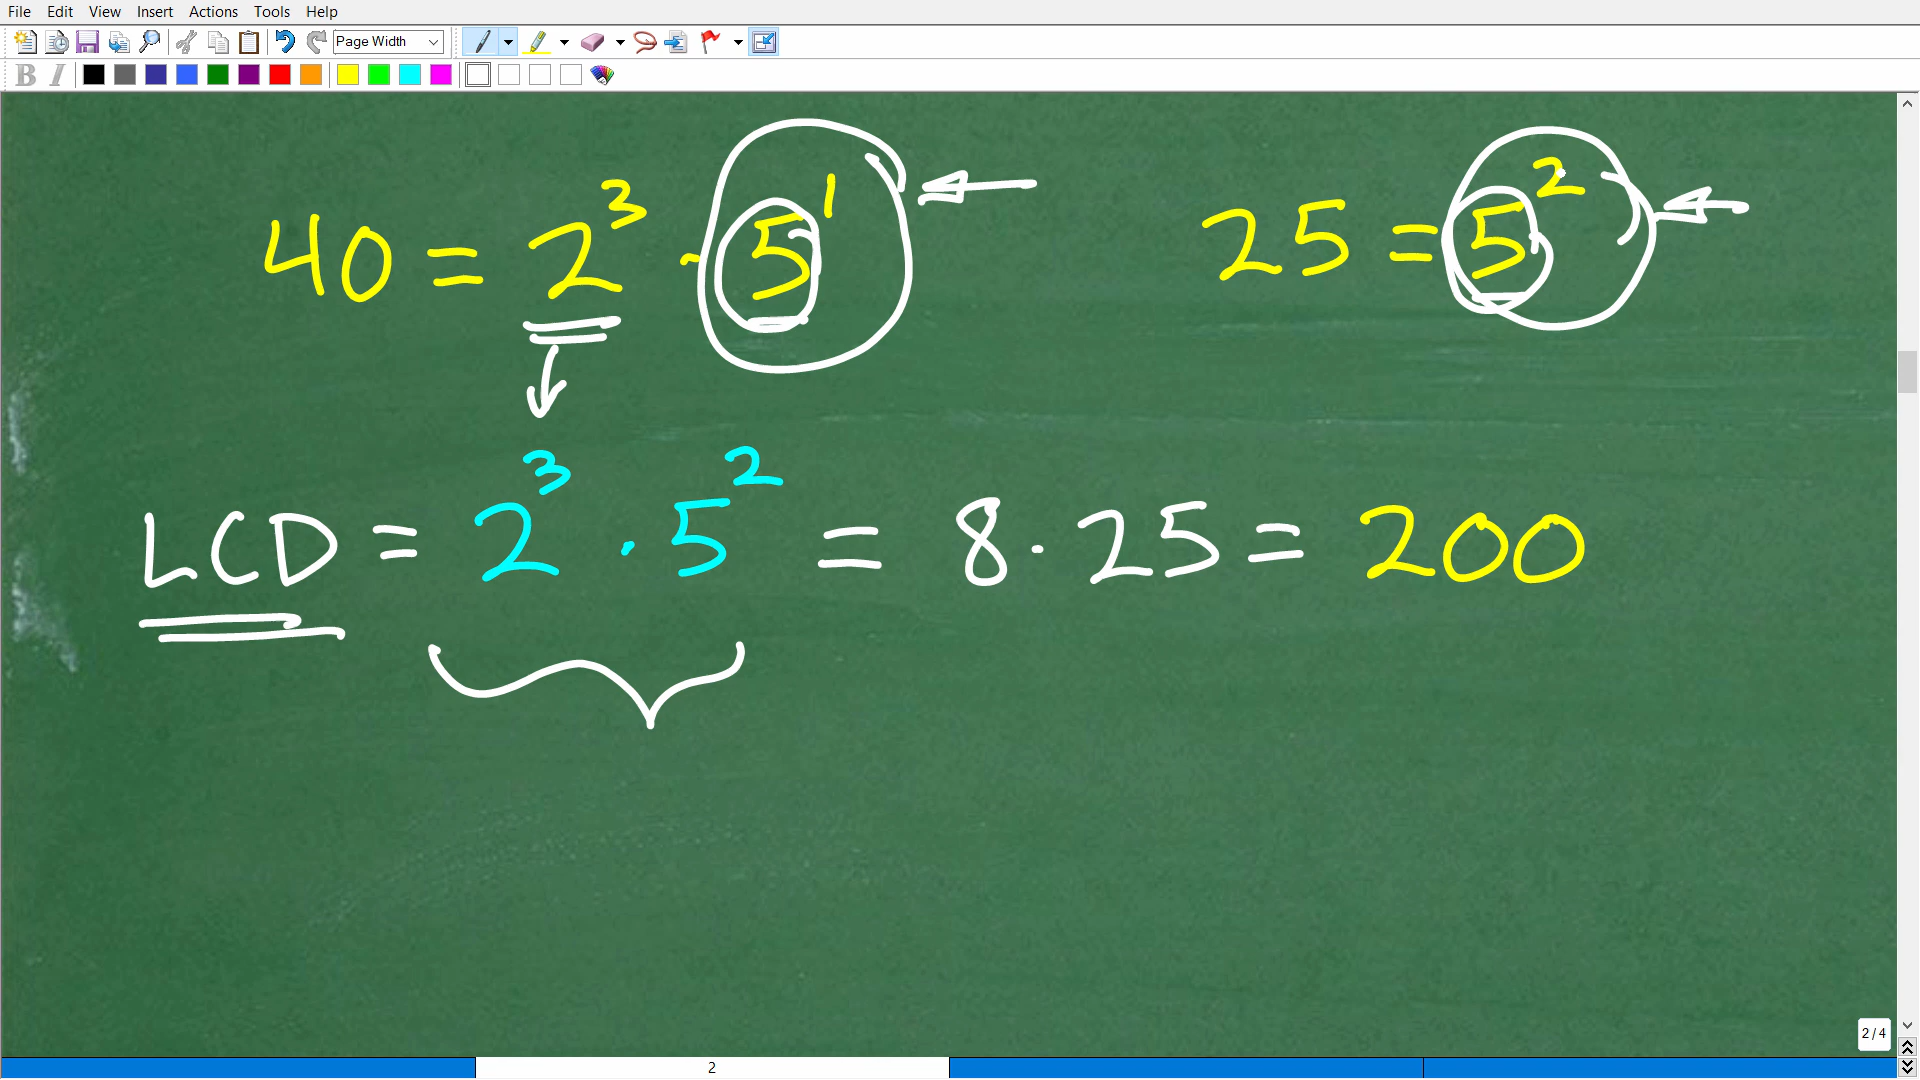 File Edit View Insert Actions Tools Help
Page Width
B I
40 = 2³ · 5¹ 25 = 5²
LCD = 2³ · 5² = 8 · 25 = 200
2 / 4
2